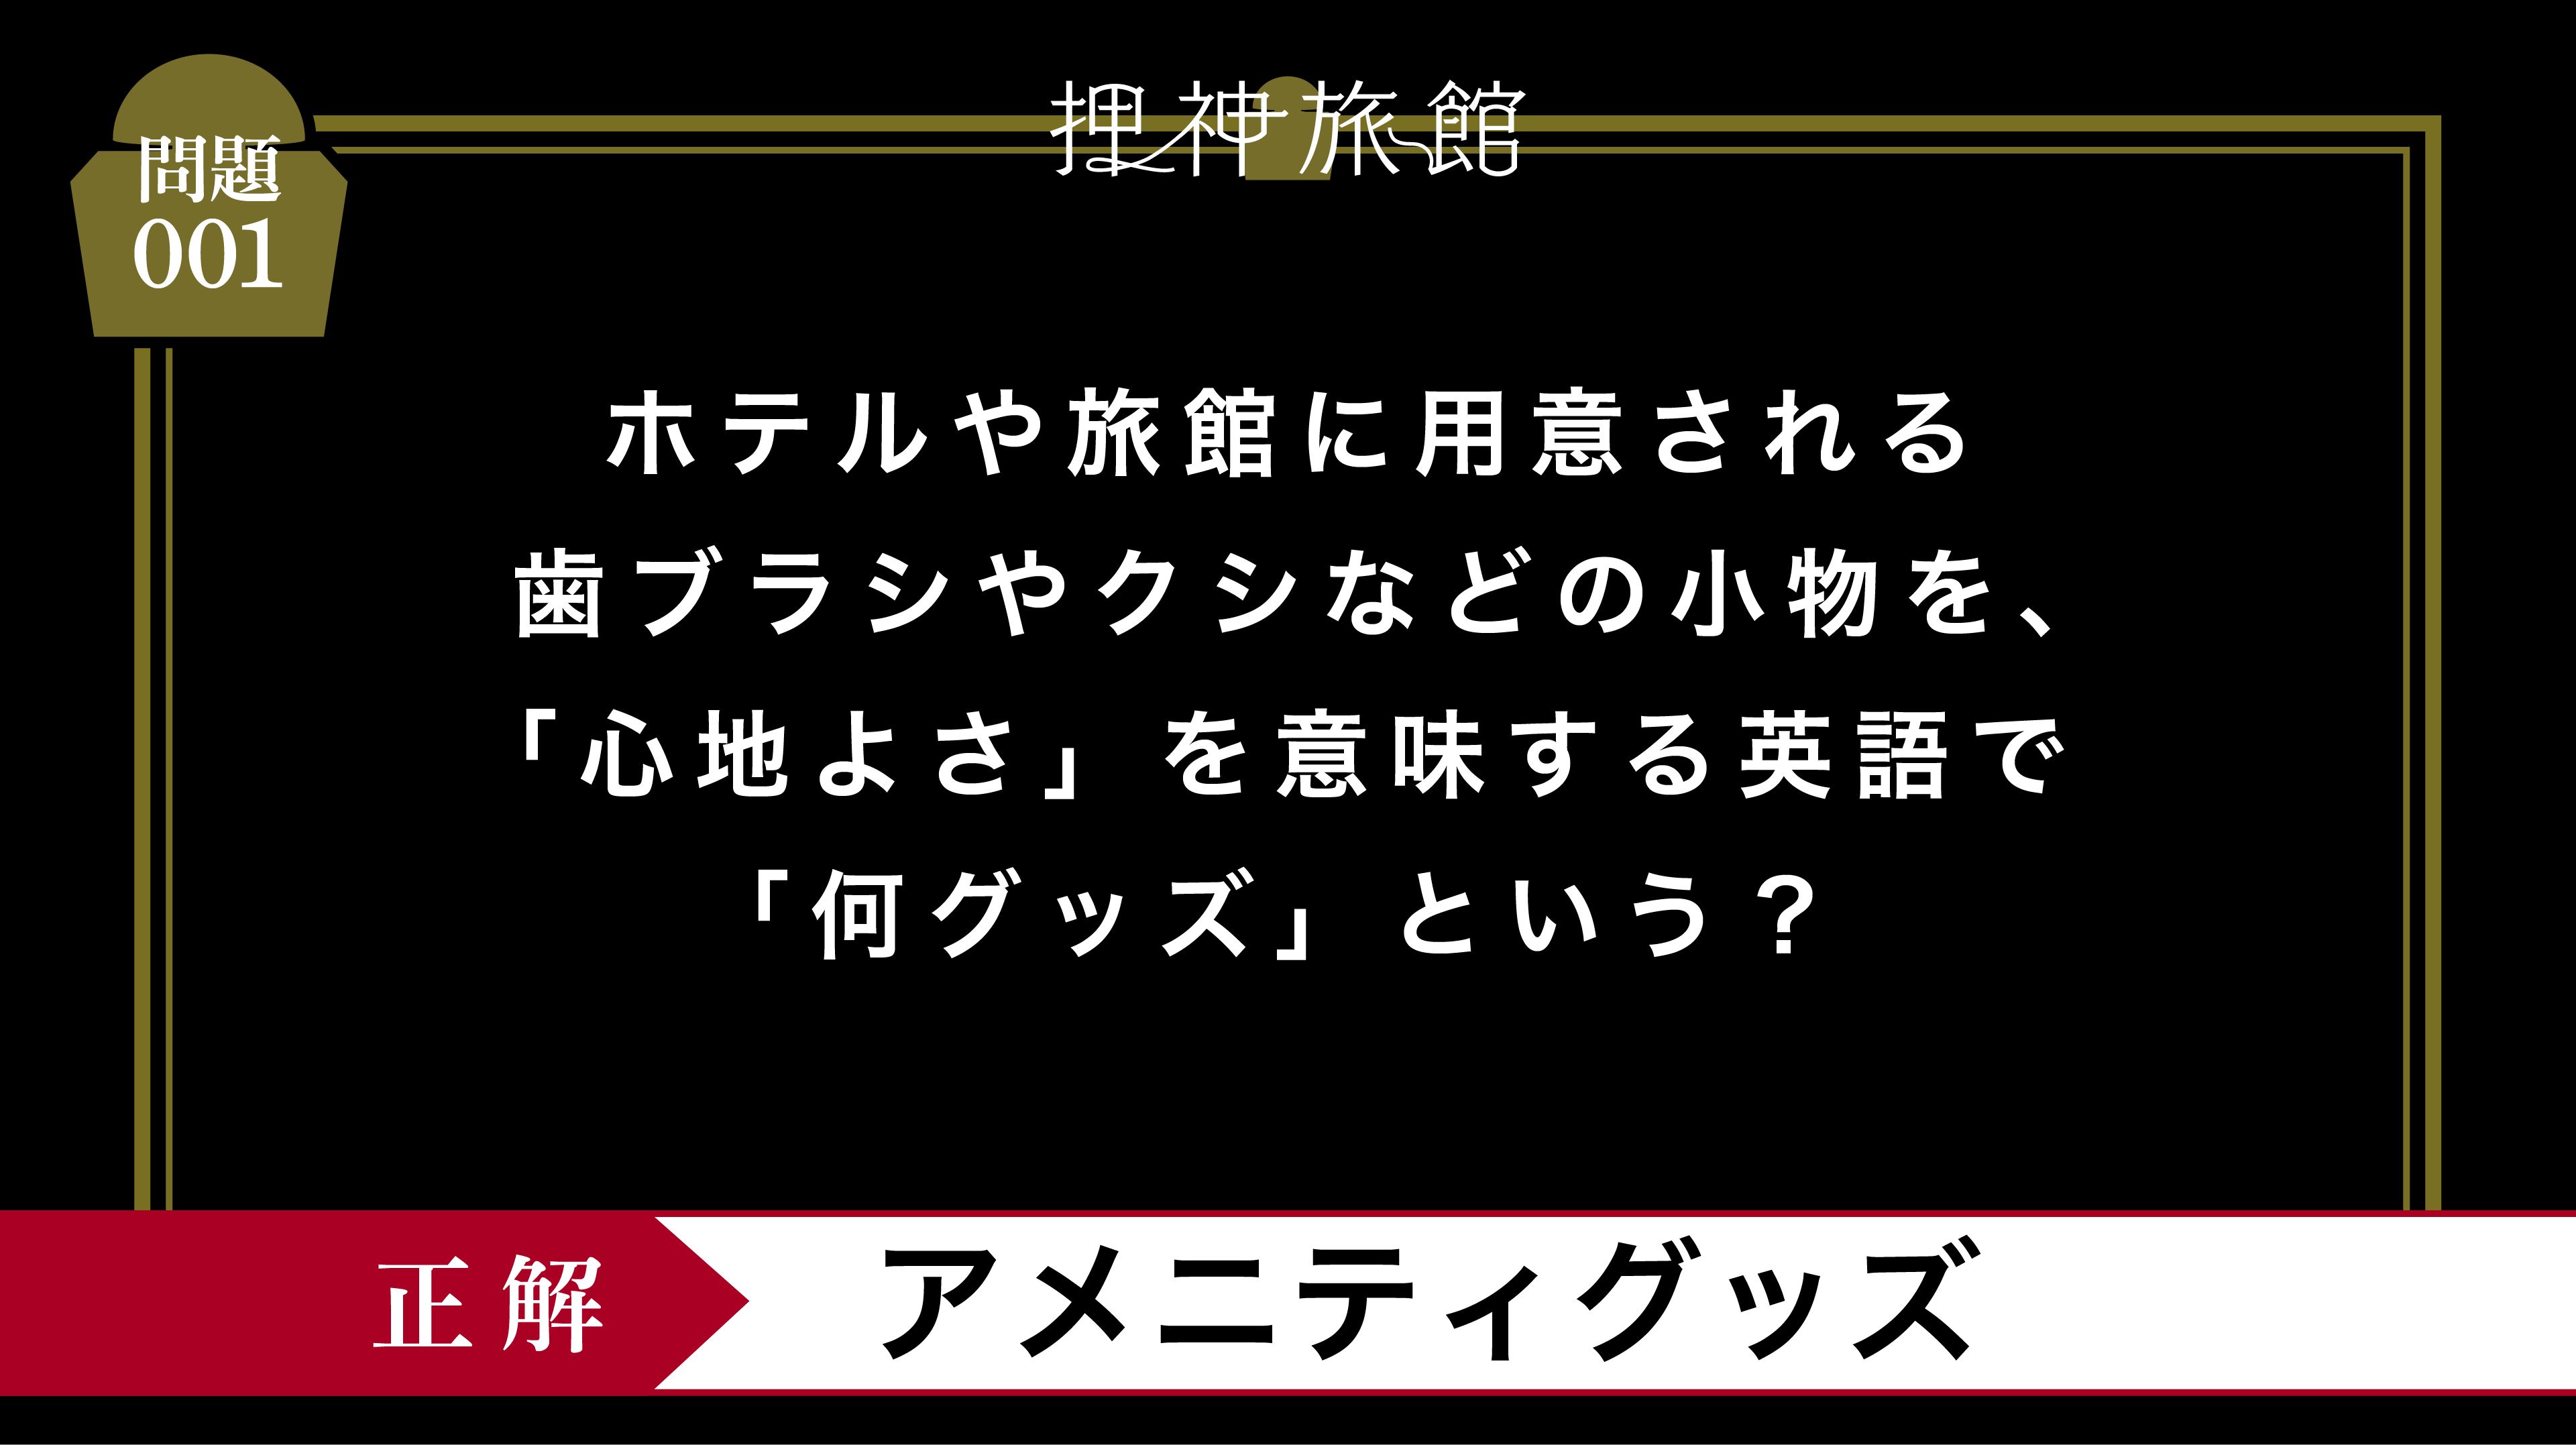 問題
001
押神旅館
ホテルや旅館に用意される
歯ブラシやクシなどの小物を、
「心地よさ」を意味する英語で
「何グッズ」という？
正解
アメニティグッズ